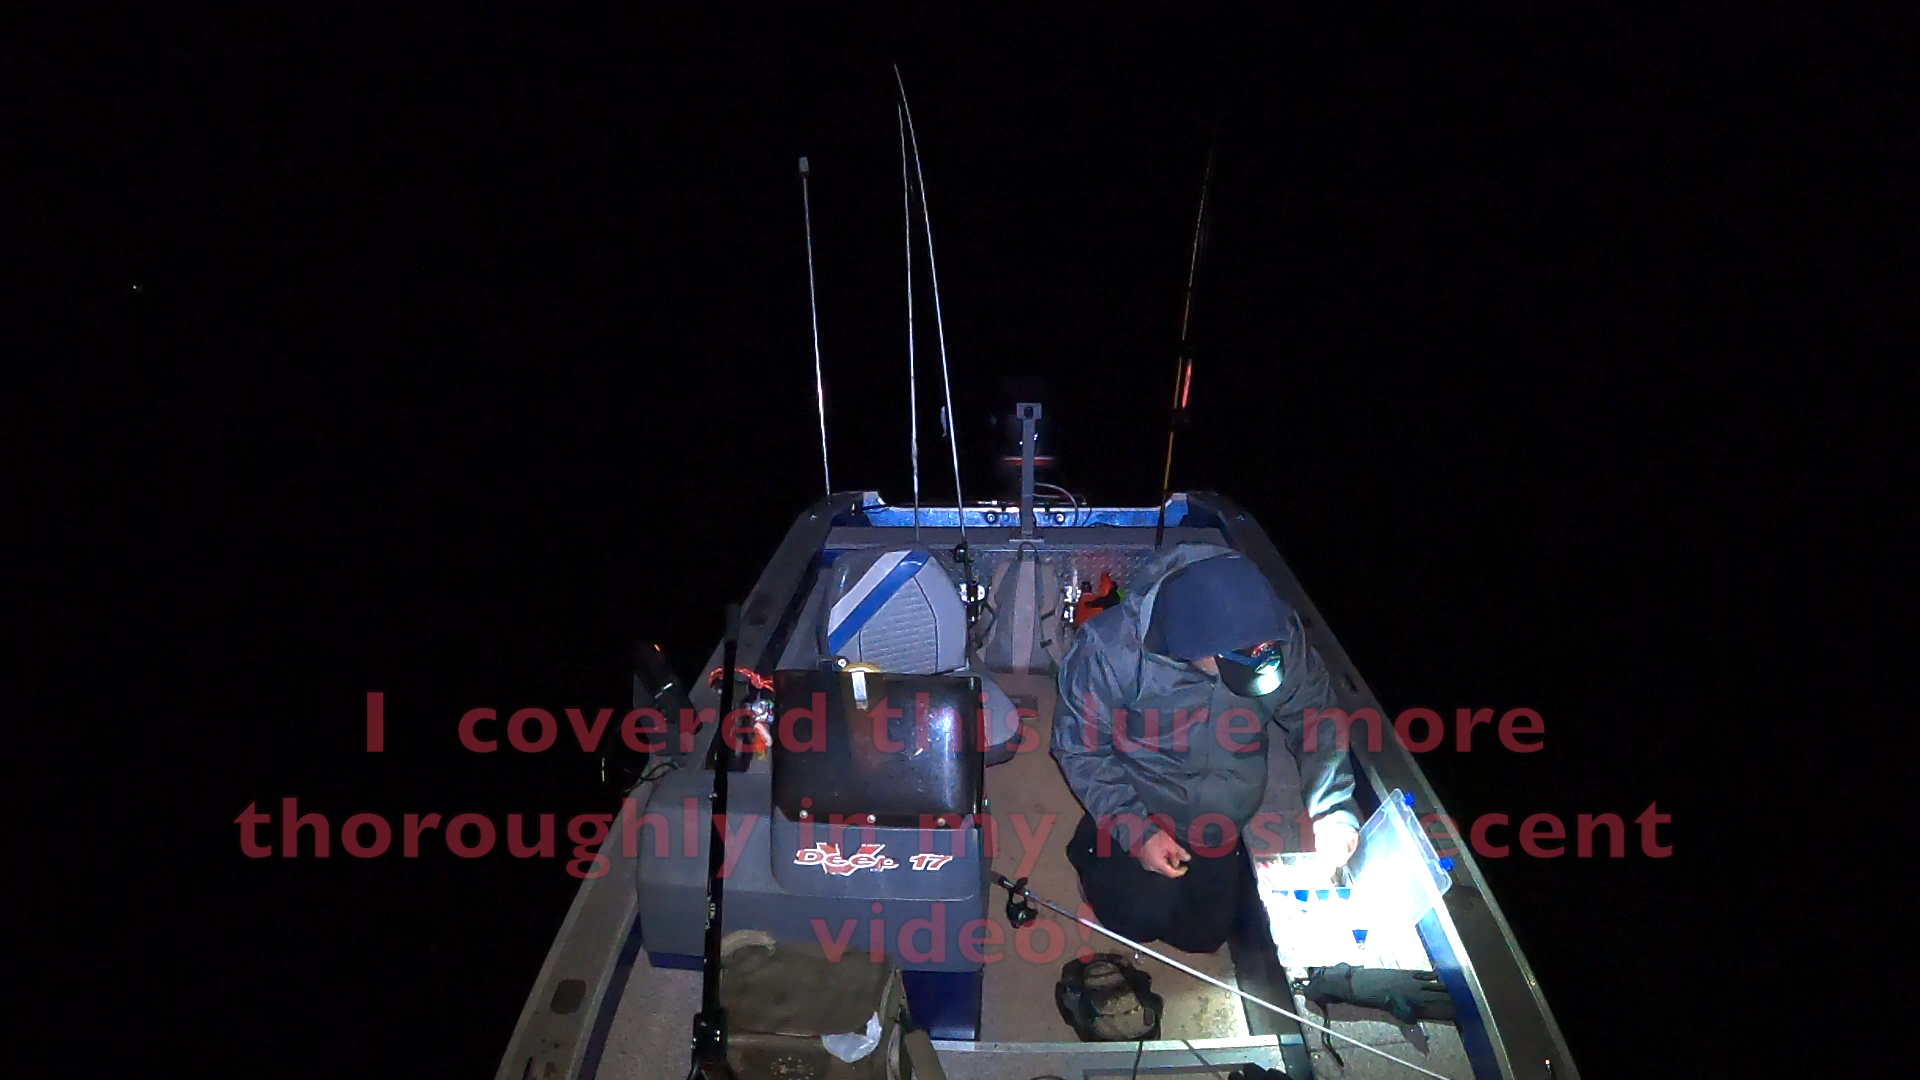 I covered this lure more
thoroughly in my most recent
video!
Deep V 17